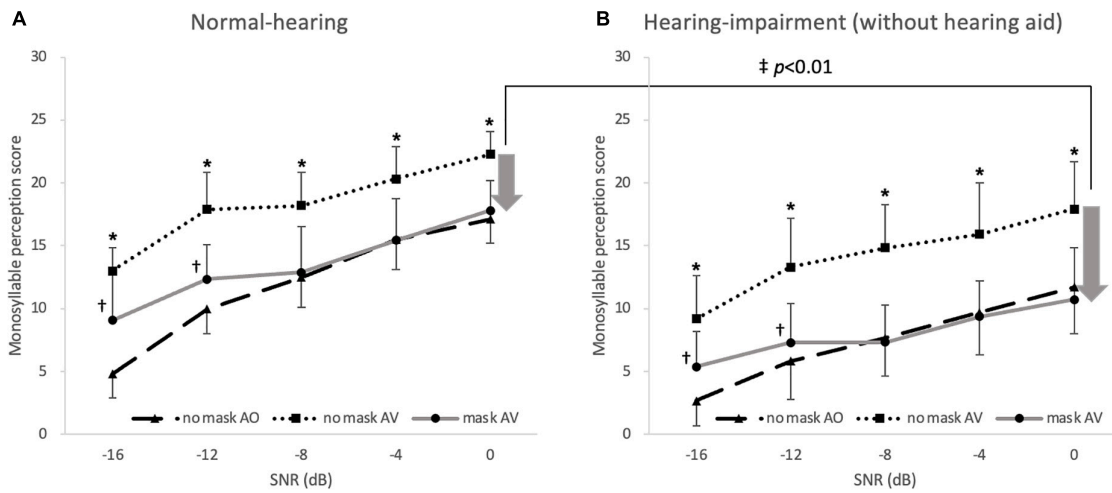 A
Normal-hearing
Monosyllable perception score
30
25
20
15
10
5
0
*
*
*
*
*
†
†
no mask AO
no mask AV
mask AV
-16
-12
-8
-4
0
SNR (dB)
‡ p<0.01
B
Hearing-impairment (without hearing aid)
Monosyllable perception score
30
25
20
15
10
5
0
*
*
*
*
*
†
†
no mask AO
no mask AV
mask AV
-16
-12
-8
-4
0
SNR (dB)